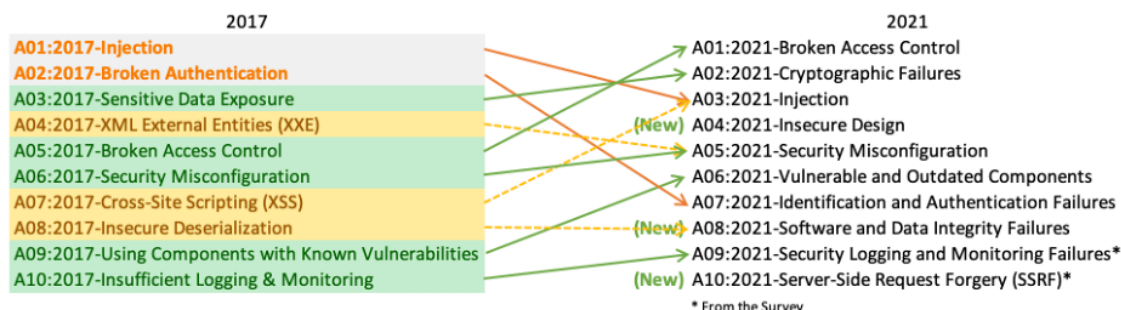 2017
A01:2017-Injection
A02:2017-Broken Authentication
A03:2017-Sensitive Data Exposure
A04:2017-XML External Entities (XXE)
A05:2017-Broken Access Control
A06:2017-Security Misconfiguration
A07:2017-Cross-Site Scripting (XSS)
A08:2017-Insecure Deserialization
A09:2017-Using Components with Known Vulnerabilities
A10:2017-Insufficient Logging & Monitoring
2021
A01:2021-Broken Access Control
A02:2021-Cryptographic Failures
A03:2021-Injection
(New) A04:2021-Insecure Design
A05:2021-Security Misconfiguration
A06:2021-Vulnerable and Outdated Components
A07:2021-Identification and Authentication Failures
(New) A08:2021-Software and Data Integrity Failures
A09:2021-Security Logging and Monitoring Failures*
(New) A10:2021-Server-Side Request Forgery (SSRF)*
* From the Survey